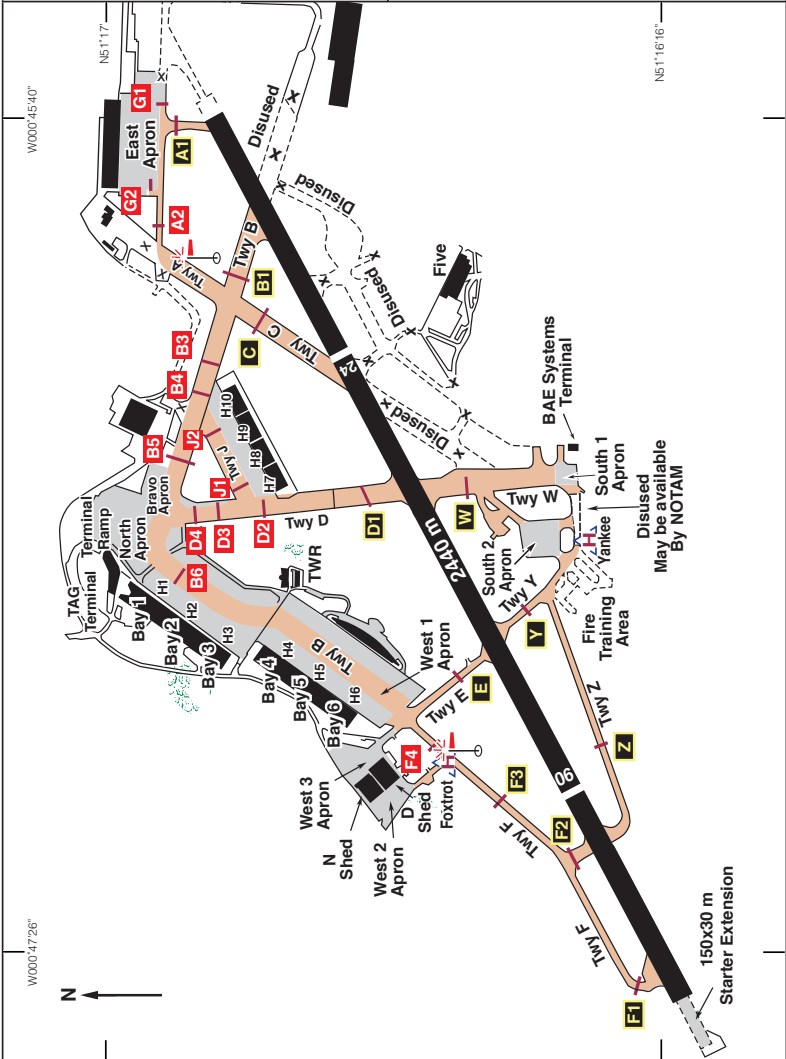 W000°45'40"
W000°47'26"
N51°17'
N51°16'16"
N
G1
G2
East
Apron
A1
A2
Twy A
Twy B
B1
Disused
Disused
Disused
Disused
Five
C
Twy C
B3
B4
B5
J2
J1
Twy J
H10
H9
H8
H7
24
2440 m
06
BAE Systems
Terminal
South 1
Apron
Twy W
W
Disused
May be available
By NOTAM
H
Yankee
South 2
Apron
Fire
Training
Area
Twy Y
Y
Twy Z
Z
D1
Twy D
D2
D3
D4
Bravo
Apron
North
Apron
Terminal
Ramp
TAG
Terminal
B6
TWR
Bay 1
Bay 2
Bay 3
Bay 4
Bay 5
Bay 6
H1
H2
H3
H4
H5
H6
Twy B
West 1
Apron
Twy E
E
F4
H
Foxtrot
West 3
Apron
N
Shed
D
Shed
West 2
Apron
F3
Twy F
F2
Twy F
F1
150x30 m
Starter Extension